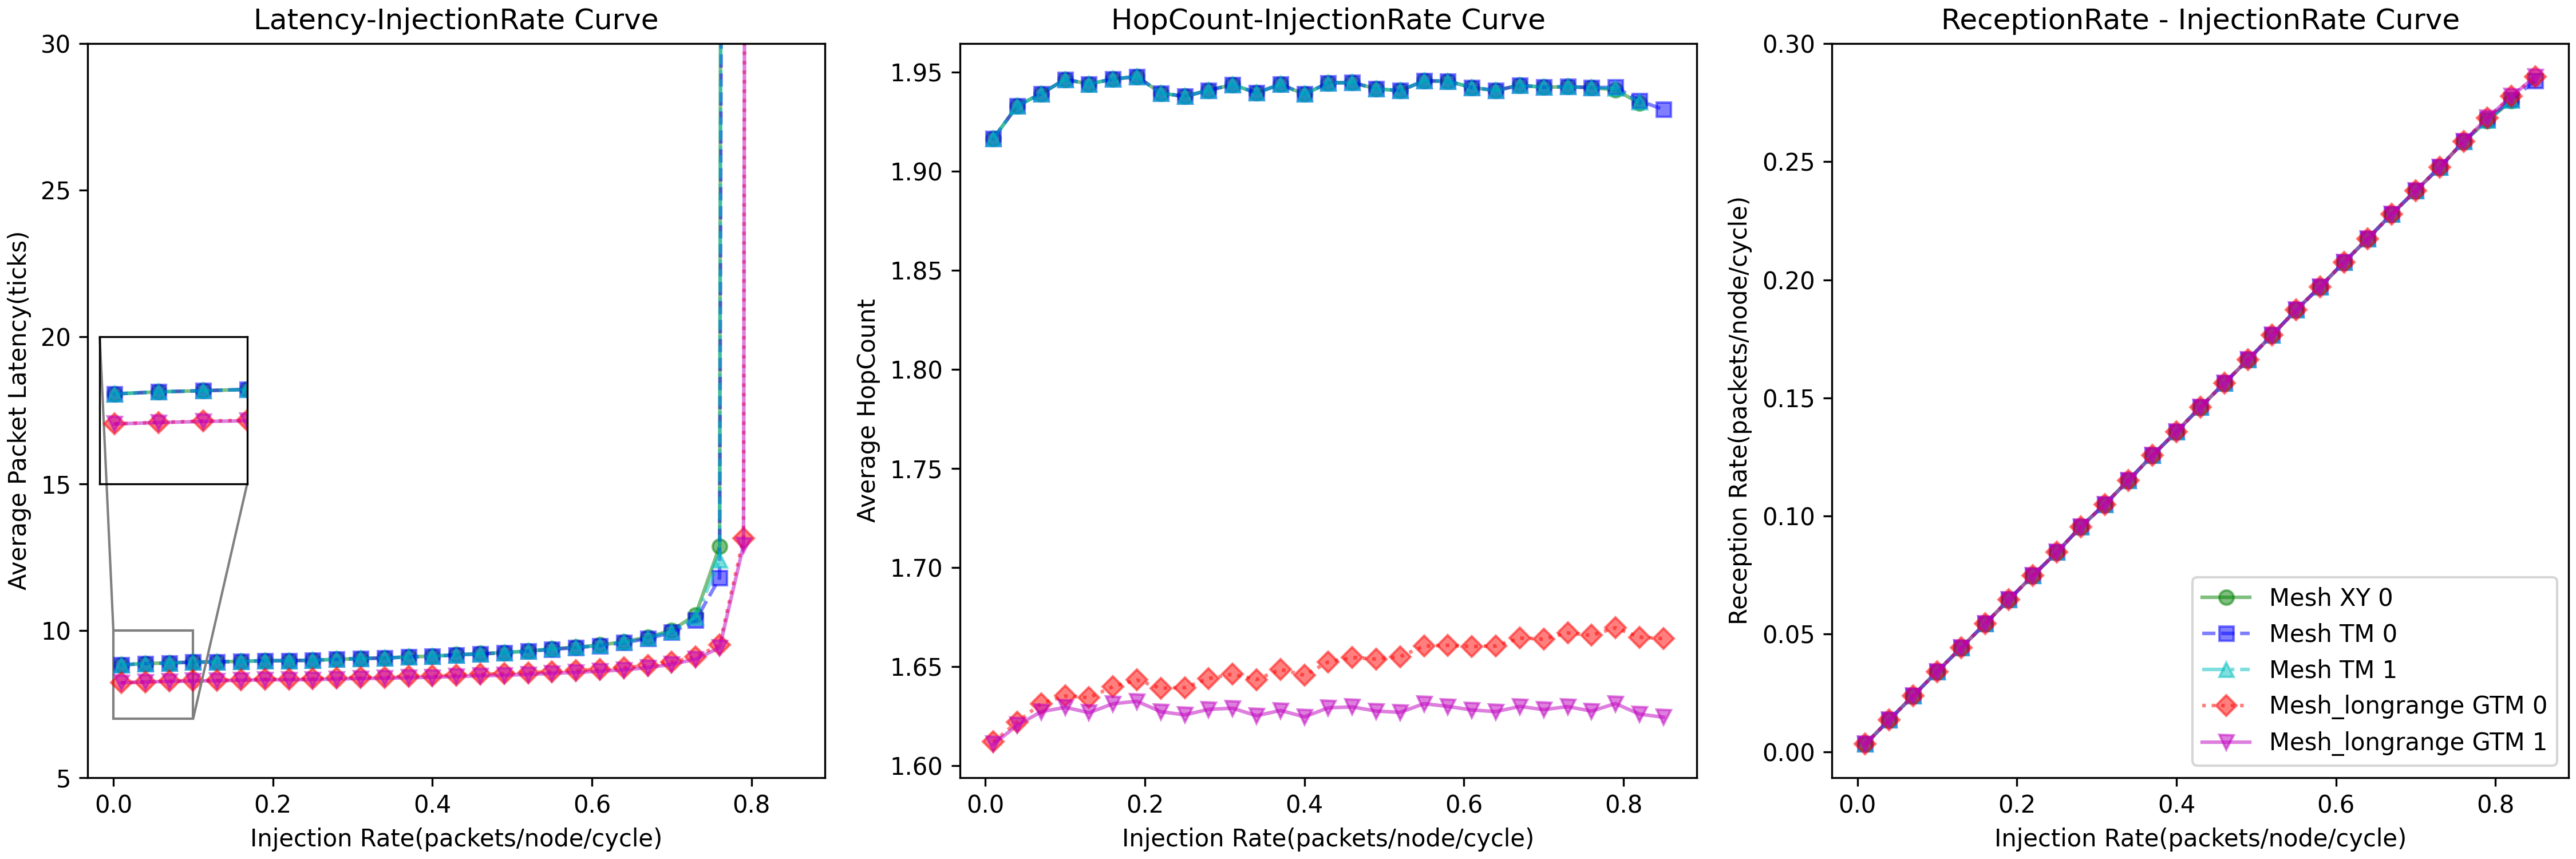 Latency-InjectionRate Curve
Average Packet Latency(ticks)
30
25
20
15
10
5
0.0 0.2 0.4 0.6 0.8
Injection Rate(packets/node/cycle)
HopCount-InjectionRate Curve
Average HopCount
1.95
1.90
1.85
1.80
1.75
1.70
1.65
1.60
0.0 0.2 0.4 0.6 0.8
Injection Rate(packets/node/cycle)
ReceptionRate - InjectionRate Curve
Reception Rate(packets/node/cycle)
0.30
0.25
0.20
0.15
0.10
0.05
0.00
Mesh XY 0
Mesh TM 0
Mesh TM 1
Mesh_longrange GTM 0
Mesh_longrange GTM 1
0.0 0.2 0.4 0.6 0.8
Injection Rate(packets/node/cycle)